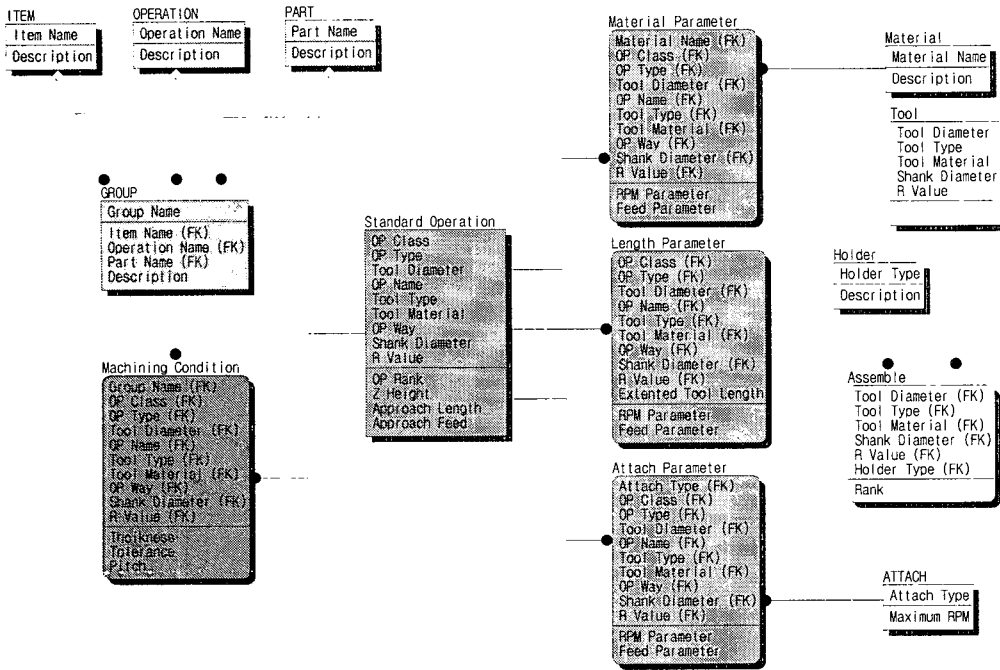 ITEM
Item Name
Description
OPERATION
Operation Name
Description
PART
Part Name
Description
GROUP
Group Name
Item Name (FK)
Operation Name (FK)
Part Name (FK)
Description
Machining Condition
Group Name (FK)
OP Class (FK)
OP Type (FK)
Tool Diameter (FK)
OP Name (FK)
Tool Type (FK)
Tool Material (FK)
OP Way (FK)
Shank Diameter (FK)
R Value (FK)
Thcikness
Tolerance
Pitch
Standard Operation
OP Class
OP Type
Tool Diameter
OP Name
Tool Type
Tool Material
OP Way
Shank Diameter
R Value
OP Rank
Z Height
Approach Length
Approach Feed
Material Parameter
Material Name (FK)
OP Class (FK)
OP Type (FK)
Tool Diameter (FK)
OP Name (FK)
Tool Type (FK)
Tool Material (FK)
OP Way (FK)
Shank Diameter (FK)
R Value (FK)
RPM Parameter
Feed Parameter
Length Parameter
OP Class (FK)
OP Type (FK)
Tool Diameter (FK)
OP Name (FK)
Tool Type (FK)
Tool Material (FK)
OP Way (FK)
Shank Diameter (FK)
R Value (FK)
Extented Tool Length
RPM Parameter
Feed Parameter
Attach Parameter
Attach Type (FK)
OP Class (FK)
OP Type (FK)
Tool Diameter (FK)
OP Name (FK)
Tool Type (FK)
Tool Material (FK)
OP Way (FK)
Shank Diameter (FK)
R Value (FK)
RPM Parameter
Feed Parameter
Material
Material Name
Description
Tool
Tool Diameter
Tool Type
Tool Material
Shank Diameter
R Value
Holder
Holder Type
Description
Assemble
Tool Diameter (FK)
Tool Type (FK)
Tool Material (FK)
Shank Diameter (FK)
R Value (FK)
Holder Type (FK)
Rank
ATTACH
Attach Type
Maximum RPM